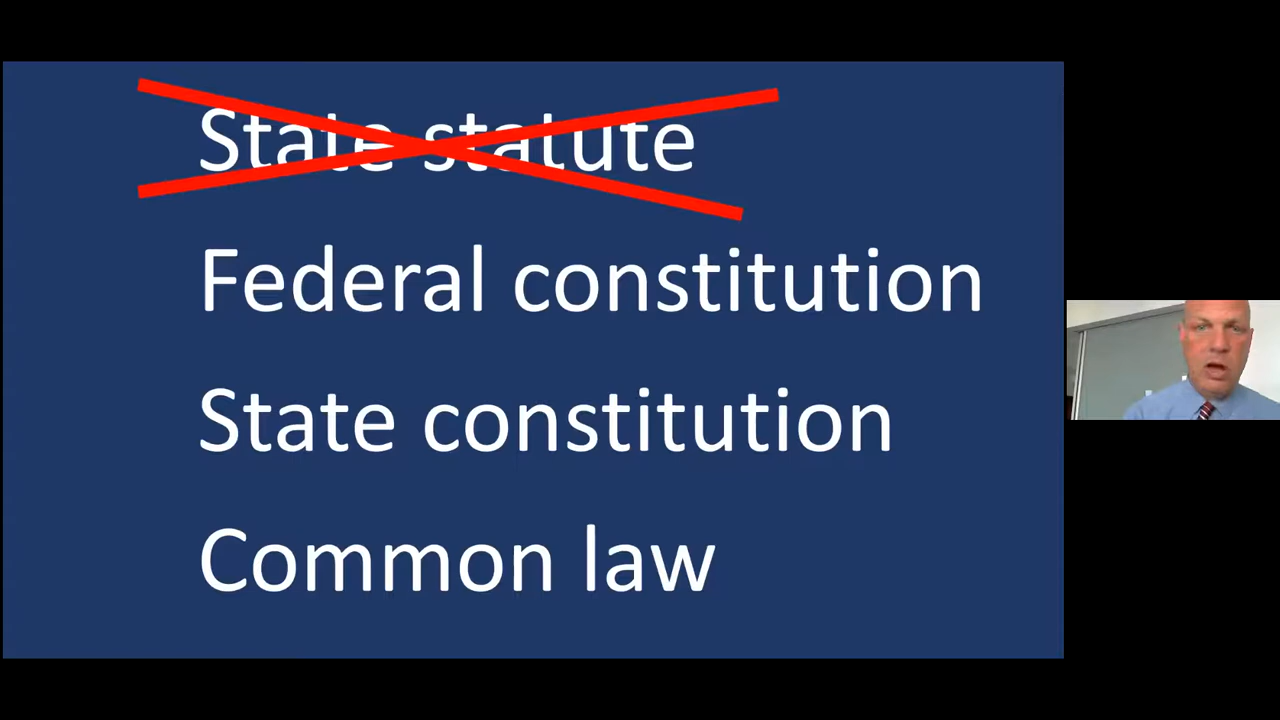 State statute
Federal constitution
State constitution
Common law